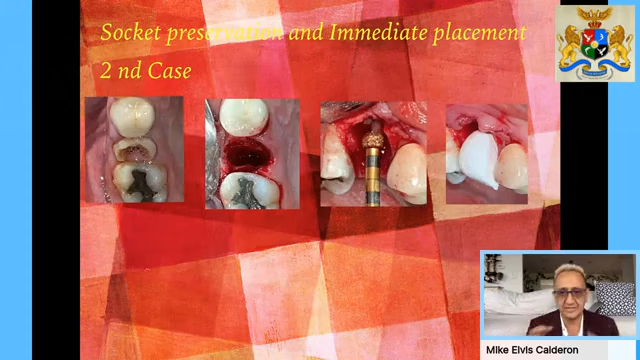 Socket preservation and Immediate placement
2 nd Case
Mike Elvis Calderon